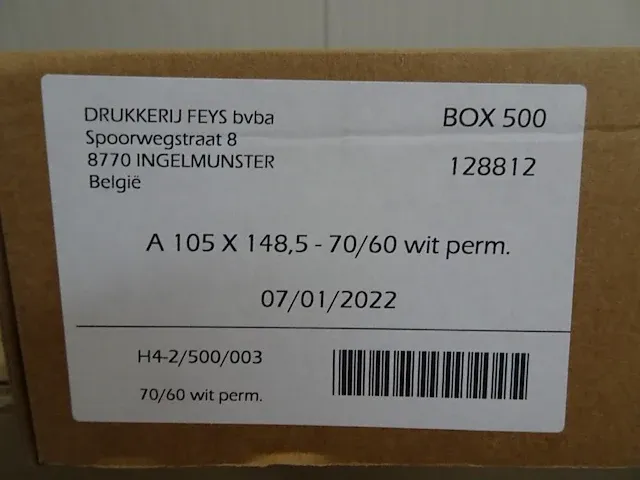 DRUKKERIJ FEYS bvba
Spoorwegstraat 8
8770 INGELMUNSTER
België
BOX 500
128812
A 105 X 148,5 - 70/60 wit perm.
07/01/2022
H4-2/500/003
70/60 wit perm.